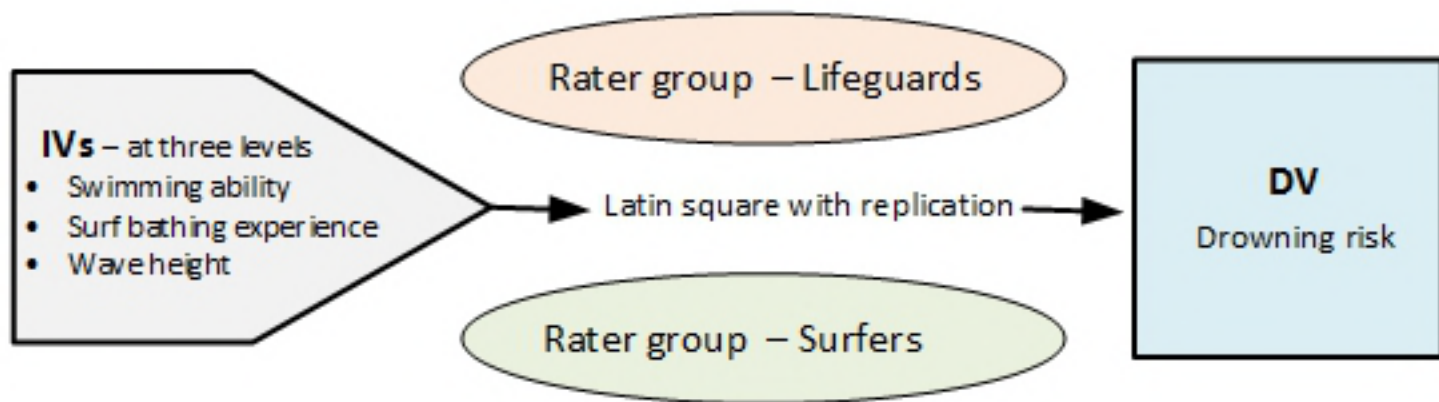 Rater group – Lifeguards
IVs – at three levels
• Swimming ability
• Surf bathing experience
• Wave height
Latin square with replication
DV
Drowning risk
Rater group – Surfers